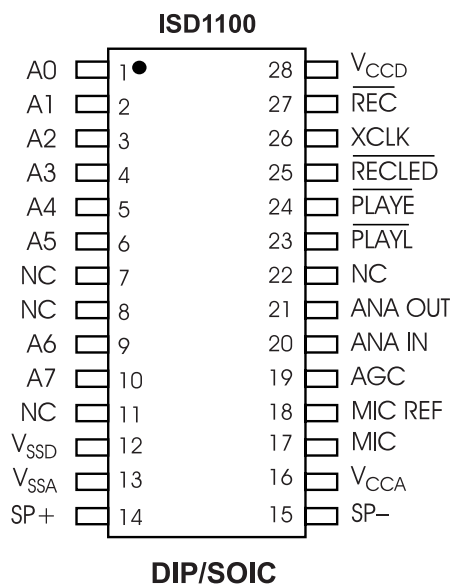 ISD1100
A0 1 28 VCCD
A1 2 27 REC
A2 3 26 XCLK
A3 4 25 RECLED
A4 5 24 PLAYE
A5 6 23 PLAYL
NC 7 22 NC
NC 8 21 ANA OUT
A6 9 20 ANA IN
A7 10 19 AGC
NC 11 18 MIC REF
VSSD 12 17 MIC
VSSA 13 16 VCCA
SP+ 14 15 SP–
DIP/SOIC